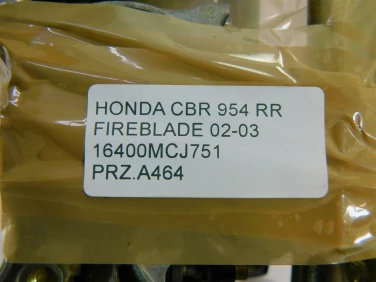 HONDA CBR 954 RR
FIREBLADE 02-03
16400MCJ751
PRZ.A464